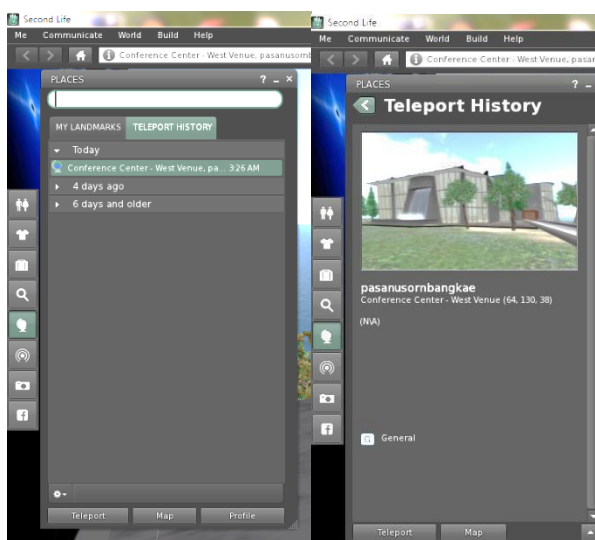 Second Life
Me Communicate World Build Help
Conference Center - West Venue, pasanusornb
PLACES ? _ ×
MY LANDMARKS TELEPORT HISTORY
Today
Conference Center - West Venue, pa... 3:26 AM
4 days ago
6 days and older
Teleport Map Profile
Second Life
Me Communicate World Build Help
Conference Center - West Venue, pasar
PLACES ? _
Teleport History
pasanusornbangkae
Conference Center - West Venue (64, 130, 38)
(N\A)
G General
Teleport Map